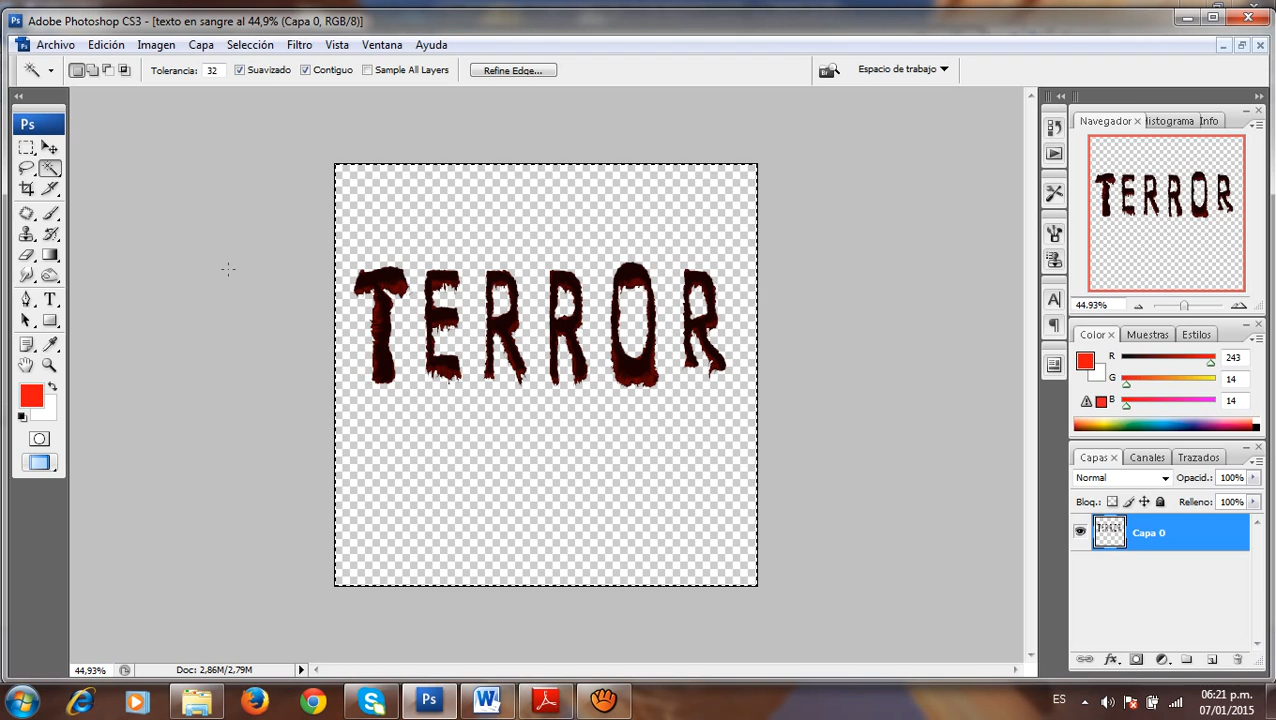 Adobe Photoshop CS3 - [texto en sangre al 44,9% (Capa 0, RGB/8)]
Archivo Edición Imagen Capa Selección Filtro Vista Ventana Ayuda
Tolerancia: 32 Suavizado Contiguo Sample All Layers Refine Edge... Espacio de trabajo
Ps
Navegador × Histograma Info
TERROR
TERROR
44.93%
Color × Muestras Estilos
R 243
G 14
B 14
Capas × Canales Trazados
Normal Opacid.: 100%
Bloq.: Relleno: 100%
Capa 0
44,93% Doc: 2,86M/2,79M
ES 06:21 p.m.
07/01/2015